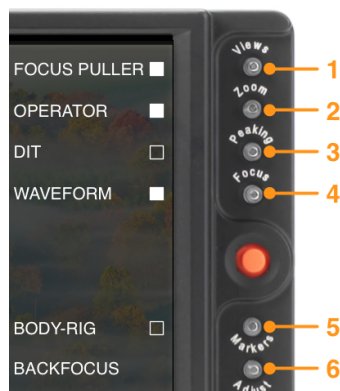 Views
1
FOCUS PULLER
Zoom
2
OPERATOR
Peaking
3
DIT
Focus
4
WAVEFORM
5
BODY-RIG
Markers
6
BACKFOCUS
Adjust